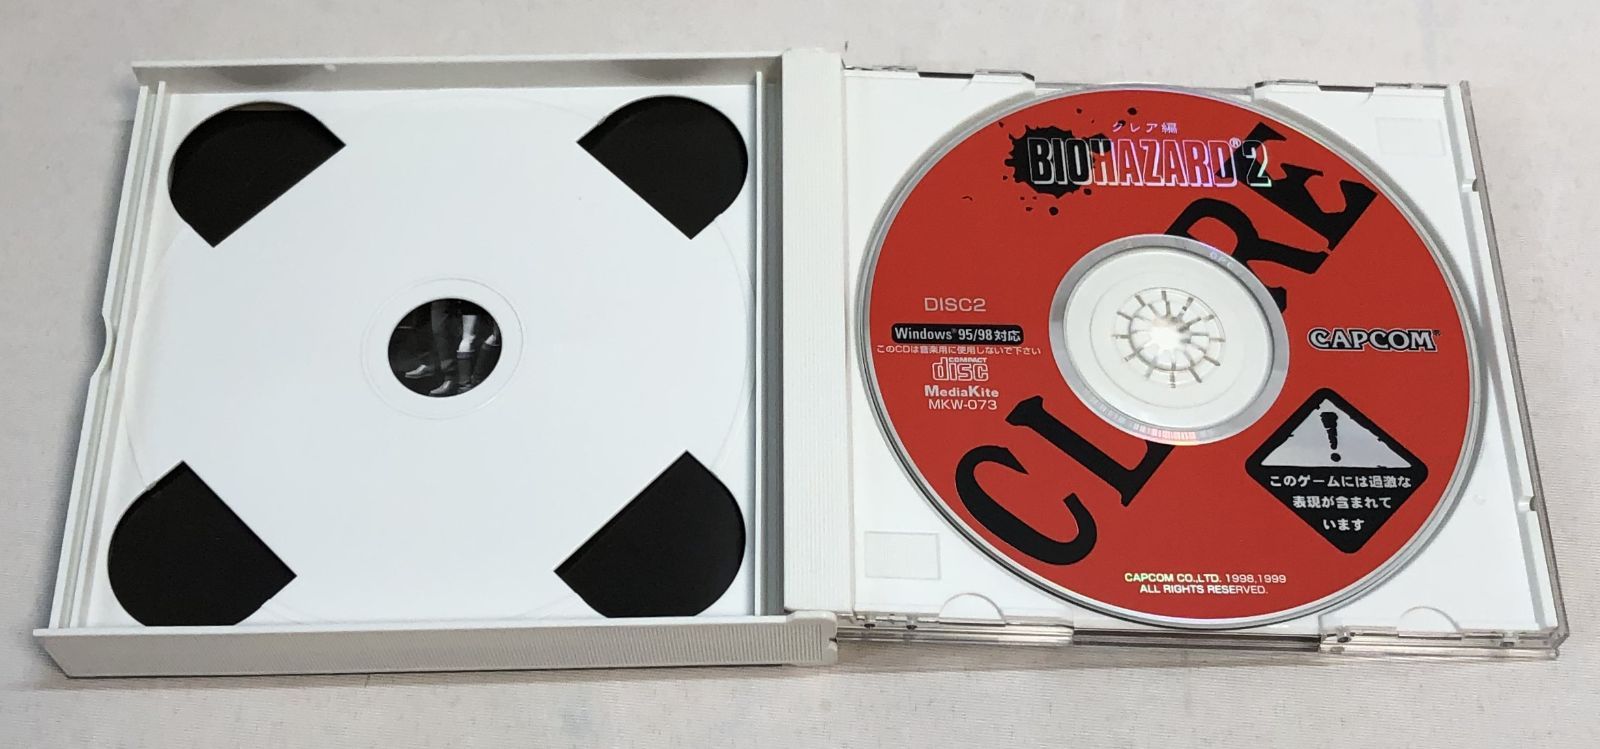 クレア編
BIOHAZARD® 2
CLAIRE
DISC2
Windows® 95/98対応
このCDは音楽用に使用しないで下さい
COMPACT
disc
MediaKite
MKW-073
CAPCOM®
!
このゲームには過激な
表現が含まれて
います
CAPCOM CO.,LTD. 1998,1999
ALL RIGHTS RESERVED.